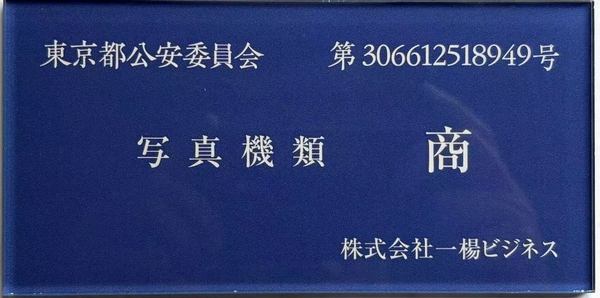 東京都公安委員会 第306612518949号
写真機類 商
株式会社一楊ビジネス